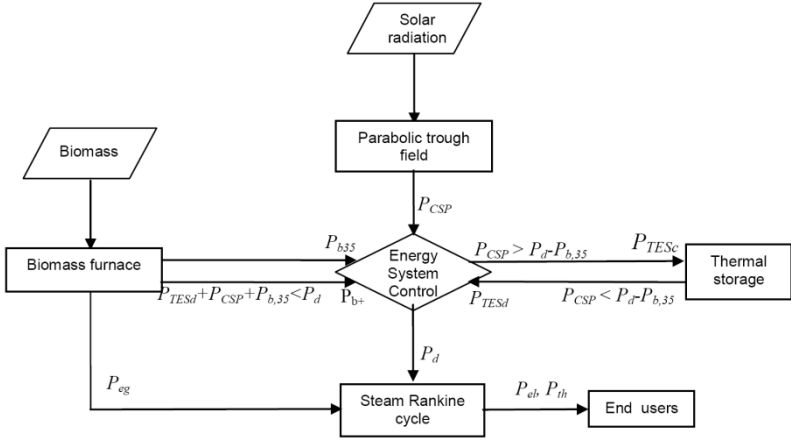 Solar
radiation
Parabolic trough
field
Biomass
P_CSP
P_b35
Biomass furnace
Energy
System
Control
P_CSP > P_d-P_b,35
P_TESc
Thermal
storage
P_TESd+P_CSP+P_b,35<P_d
P_b+
P_TESd
P_CSP < P_d-P_b,35
P_d
P_eg
Steam Rankine
cycle
P_el, P_th
End users